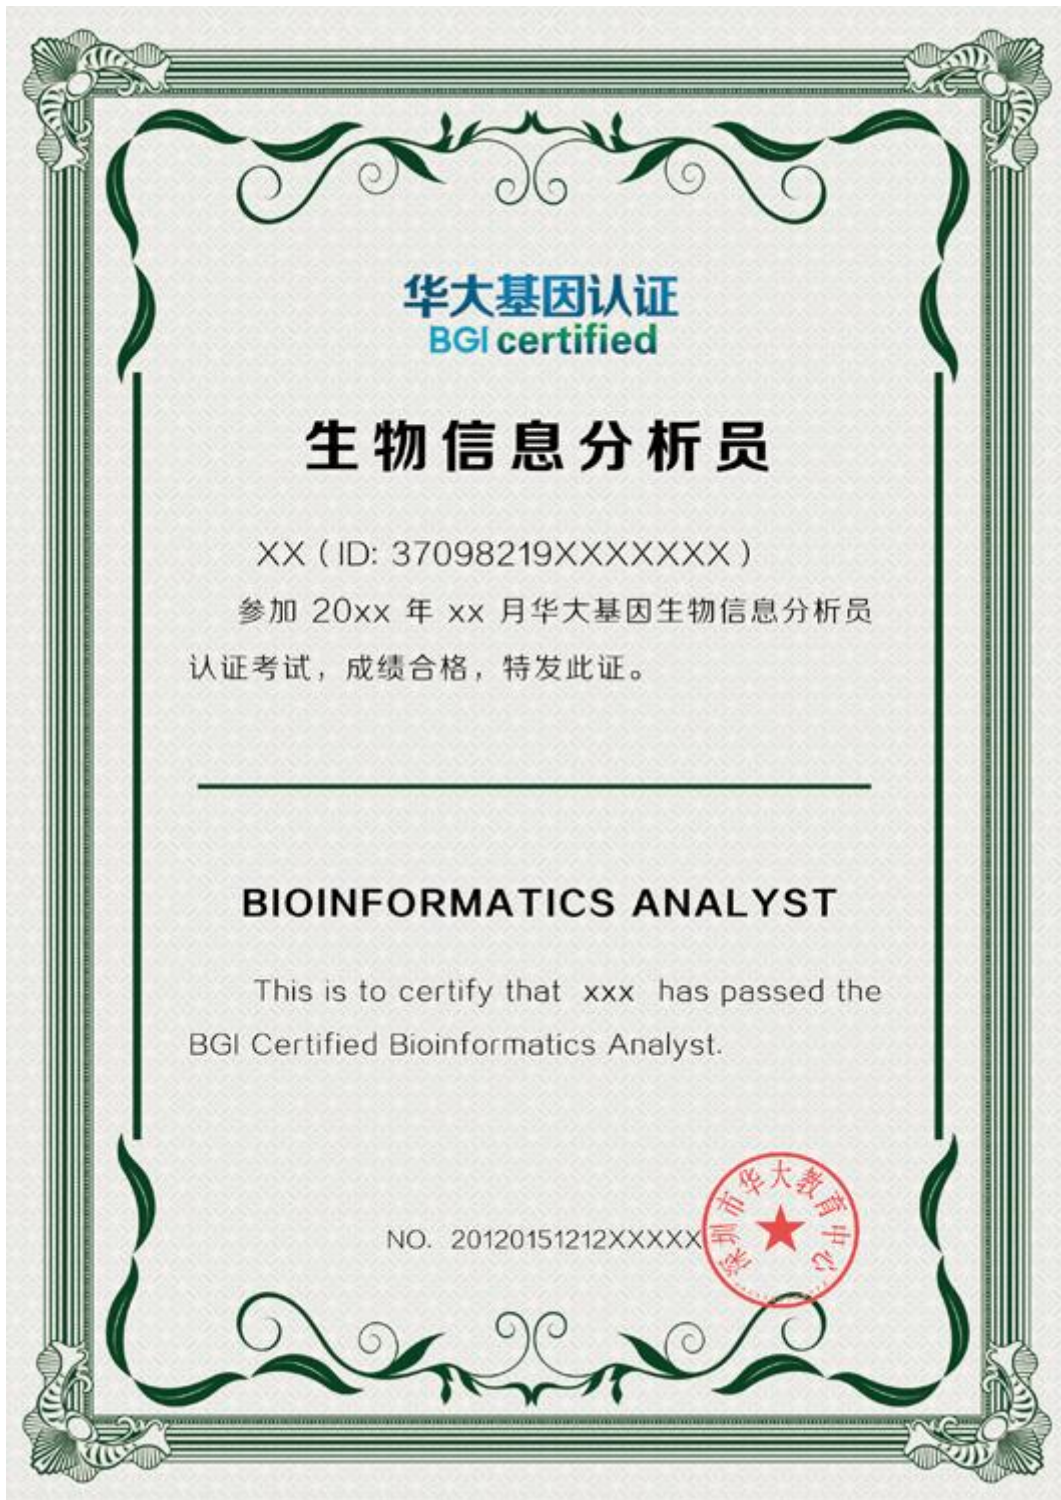 华大基因认证
BGI certified
生物信息分析员
XX（ID: 37098219XXXXXXX）
参加 20xx 年 xx 月华大基因生物信息分析员
认证考试，成绩合格，特发此证。
BIOINFORMATICS ANALYST
This is to certify that xxx has passed the
BGI Certified Bioinformatics Analyst.
NO. 20120151212XXXXX
深圳市华大教育中心